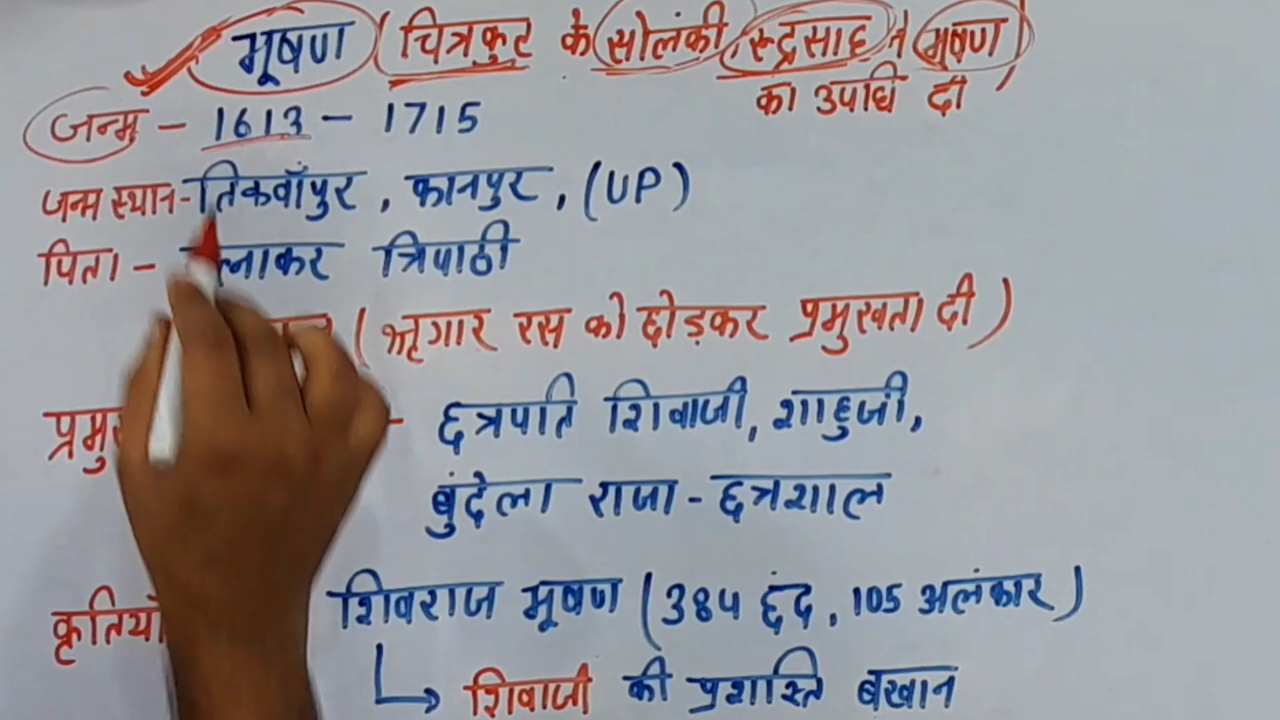 भूषण (चित्रकुट के सोलंकी रूद्रसाह ने भूषण)
का उपाधि दी
जन्म – 1613 – 1715
जन्म स्थान - तिकवाँपुर, कानपुर, (UP)
पिता – त्नाकर त्रिपाठी
(श्रृगार रस को छोड़कर प्रमुखता दी)
प्रमु – छत्रपति शिवाजी, शाहुजी,
बुंदेला राजा - छत्रशाल
कृतियाँ शिवराज भूषण (384 छंद, 105 अलंकार)
शिवाजी की प्रशस्ति बखान